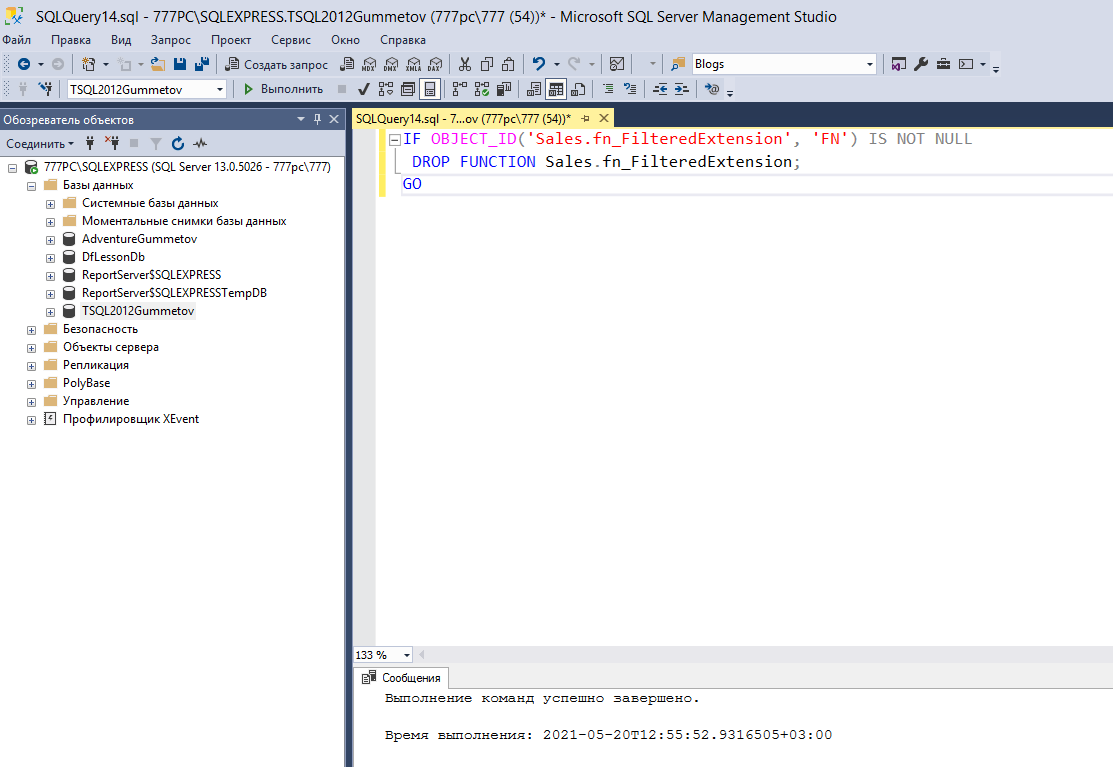 SQLQuery14.sql - 777PC\SQLEXPRESS.TSQL2012Gummetov (777pc\777 (54))* - Microsoft SQL Server Management Studio
Файл Правка Вид Запрос Проект Сервис Окно Справка
Создать запрос MDX DMX XMLA DAX Blogs
TSQL2012Gummetov Выполнить
Обозреватель объектов
SQLQuery14.sql - 7...ov (777pc\777 (54))*
Соединить
777PC\SQLEXPRESS (SQL Server 13.0.5026 - 777pc\777)
Базы данных
Системные базы данных
Моментальные снимки базы данных
AdventureGummetov
DfLessonDb
ReportServer$SQLEXPRESS
ReportServer$SQLEXPRESSTempDB
TSQL2012Gummetov
Безопасность
Объекты сервера
Репликация
PolyBase
Управление
Профилировщик XEvent
IF OBJECT_ID('Sales.fn_FilteredExtension', 'FN') IS NOT NULL
DROP FUNCTION Sales.fn_FilteredExtension;
GO
133 %
Сообщения
Выполнение команд успешно завершено.
Время выполнения: 2021-05-20T12:55:52.9316505+03:00